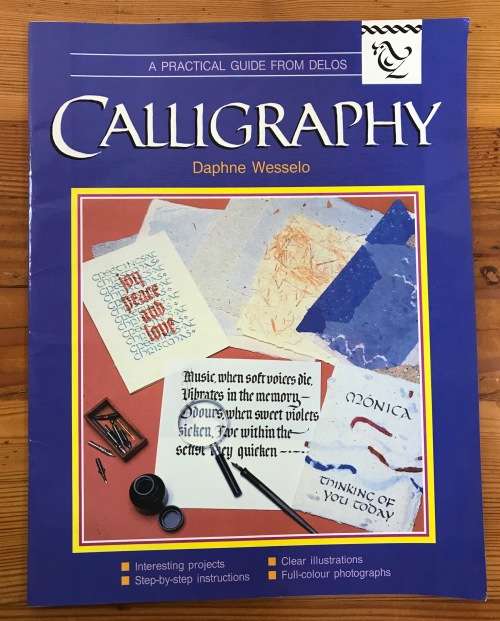 A PRACTICAL GUIDE FROM DELOS
CALLIGRAPHY
Daphne Wesselo
joy
peace
and
love
CHRISTMAS
Music, when soft voices die,
Vibrates in the memory,—
Odours, when sweet violets
sicken, Live within the—
sense they quicken
MÓNICA
THINKING OF
YOU TODAY
Interesting projects
Step-by-step instructions
Clear illustrations
Full-colour photographs